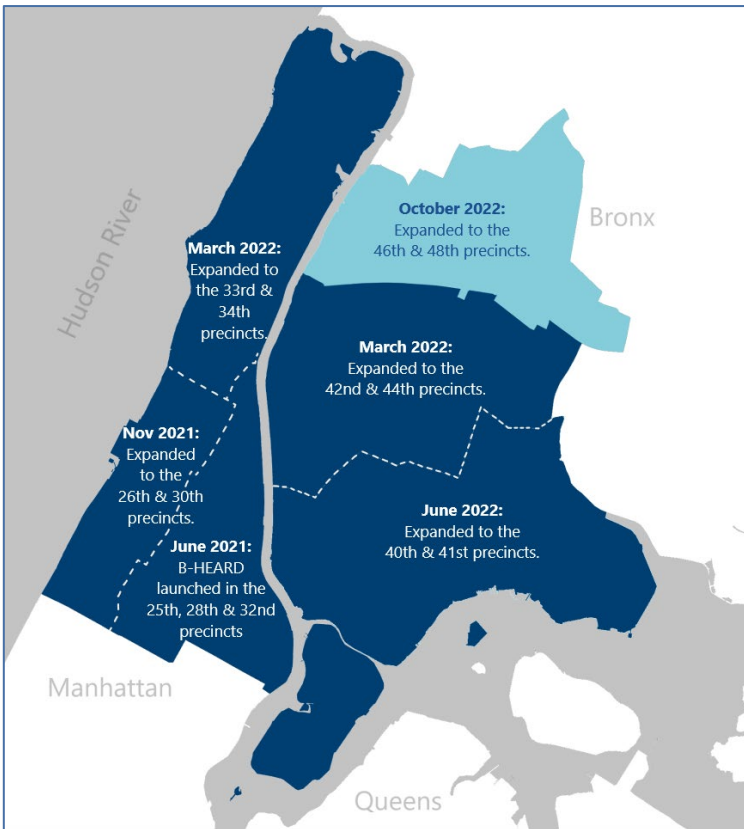 Hudson River
October 2022:
Expanded to the
46th & 48th precincts.
Bronx
March 2022:
Expanded to
the 33rd &
34th
precincts.
March 2022:
Expanded to the
42nd & 44th precincts.
Nov 2021:
Expanded
to the
26th & 30th
precincts.
June 2022:
Expanded to the
40th & 41st precincts.
June 2021:
B-HEARD
launched in the
25th, 28th & 32nd
precincts
Manhattan
Queens